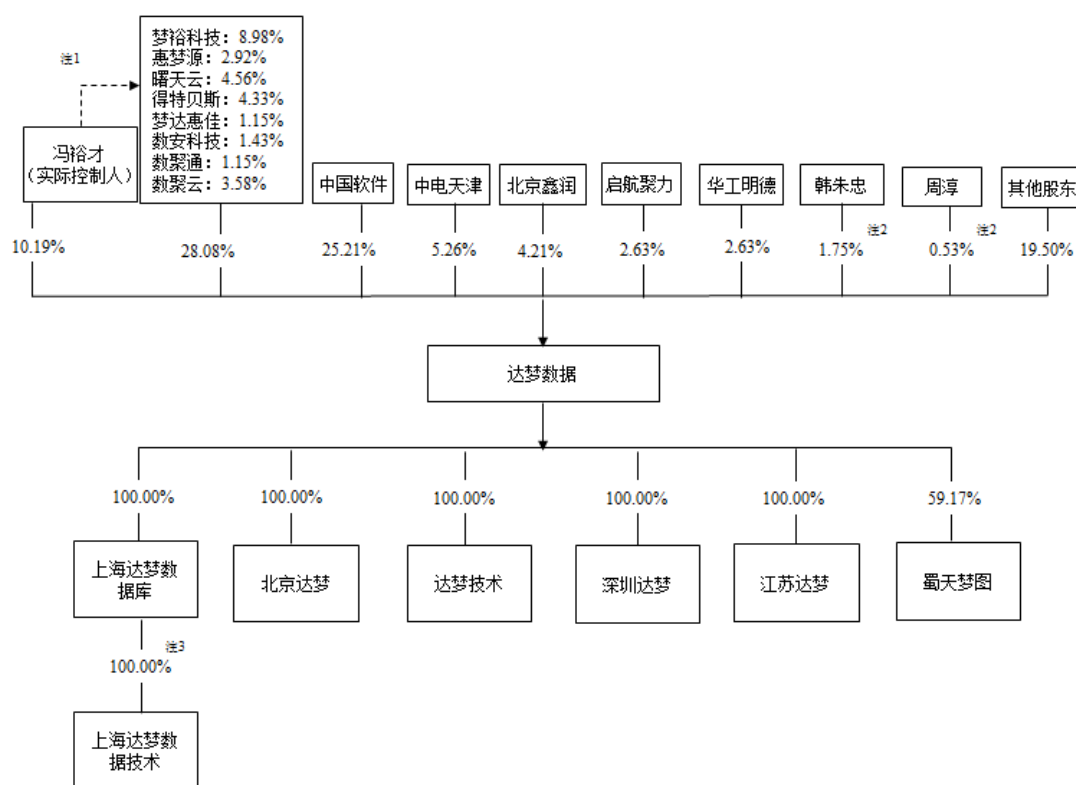 梦裕科技：8.98%
惠梦源：2.92%
曙天云：4.56%
得特贝斯：4.33%
梦达惠佳：1.15%
数安科技：1.43%
数聚通：1.15%
数聚云：3.58%
注1
冯裕才
（实际控制人）
中国软件
中电天津
北京鑫润
启航聚力
华工明德
韩朱忠
周淳
其他股东
10.19%
28.08%
25.21%
5.26%
4.21%
2.63%
2.63%
1.75%
注2
0.53%
注2
19.50%
达梦数据
100.00%
100.00%
100.00%
100.00%
100.00%
59.17%
上海达梦数
据库
北京达梦
达梦技术
深圳达梦
江苏达梦
蜀天梦图
注3
100.00%
上海达梦数
据技术